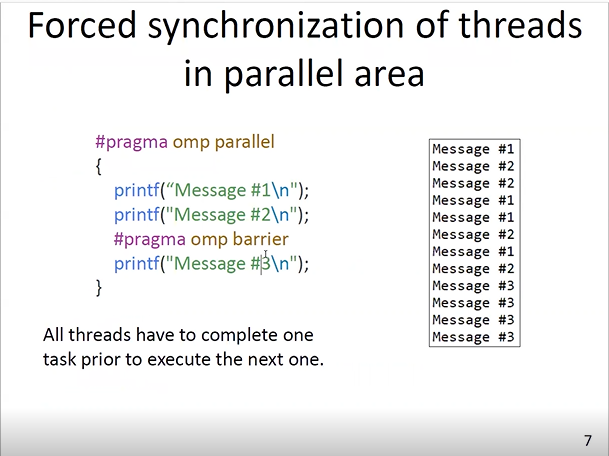 Forced synchronization of threads
in parallel area
#pragma omp parallel
{
printf(“Message #1\n");
printf("Message #2\n");
#pragma omp barrier
printf("Message #3\n");
}
All threads have to complete one
task prior to execute the next one.
Message #1
Message #2
Message #2
Message #1
Message #1
Message #2
Message #1
Message #2
Message #3
Message #3
Message #3
Message #3
7